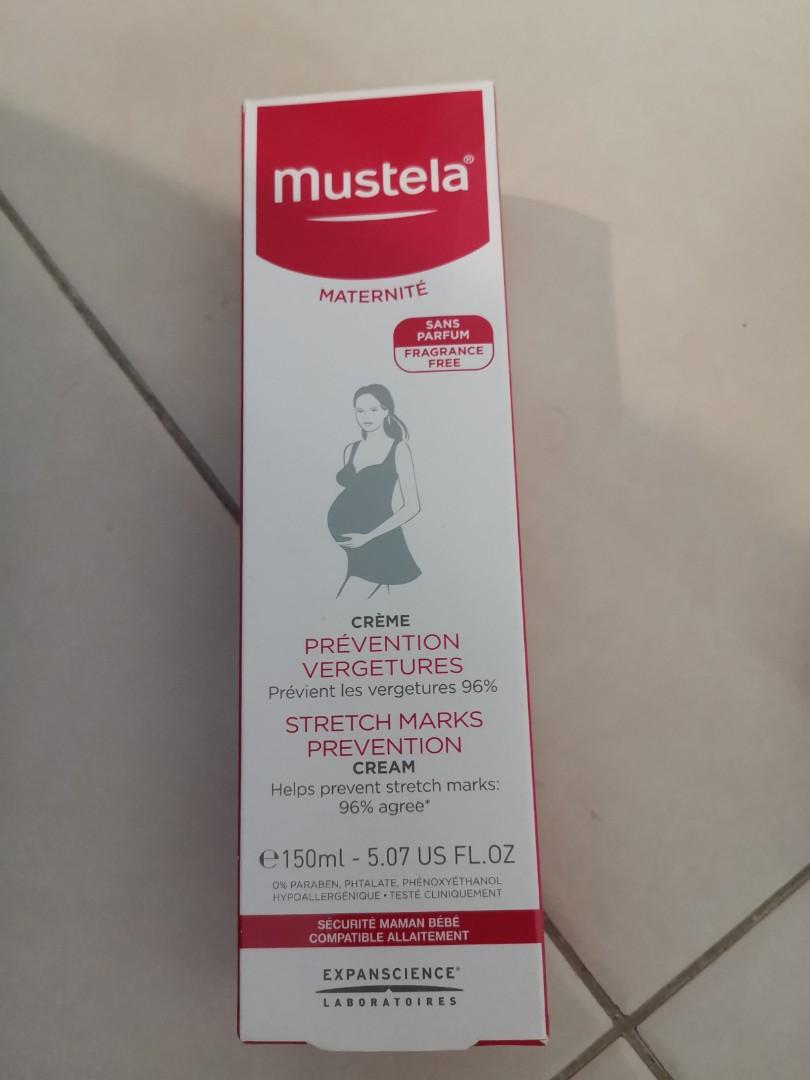 mustela®
MATERNITÉ
SANS
PARFUM
FRAGRANCE
FREE
CRÈME
PRÉVENTION
VERGETURES
Prévient les vergetures 96%
STRETCH MARKS
PREVENTION
CREAM
Helps prevent stretch marks:
96% agree*
℮150ml - 5.07 US FL.OZ
0% PARABEN, PHTALATE, PHÉNOXYÉTHANOL
HYPOALLERGÉNIQUE • TESTÉ CLINIQUEMENT
SÉCURITÉ MAMAN BÉBÉ
COMPATIBLE ALLAITEMENT
EXPANSCIENCE®
LABORATOIRES